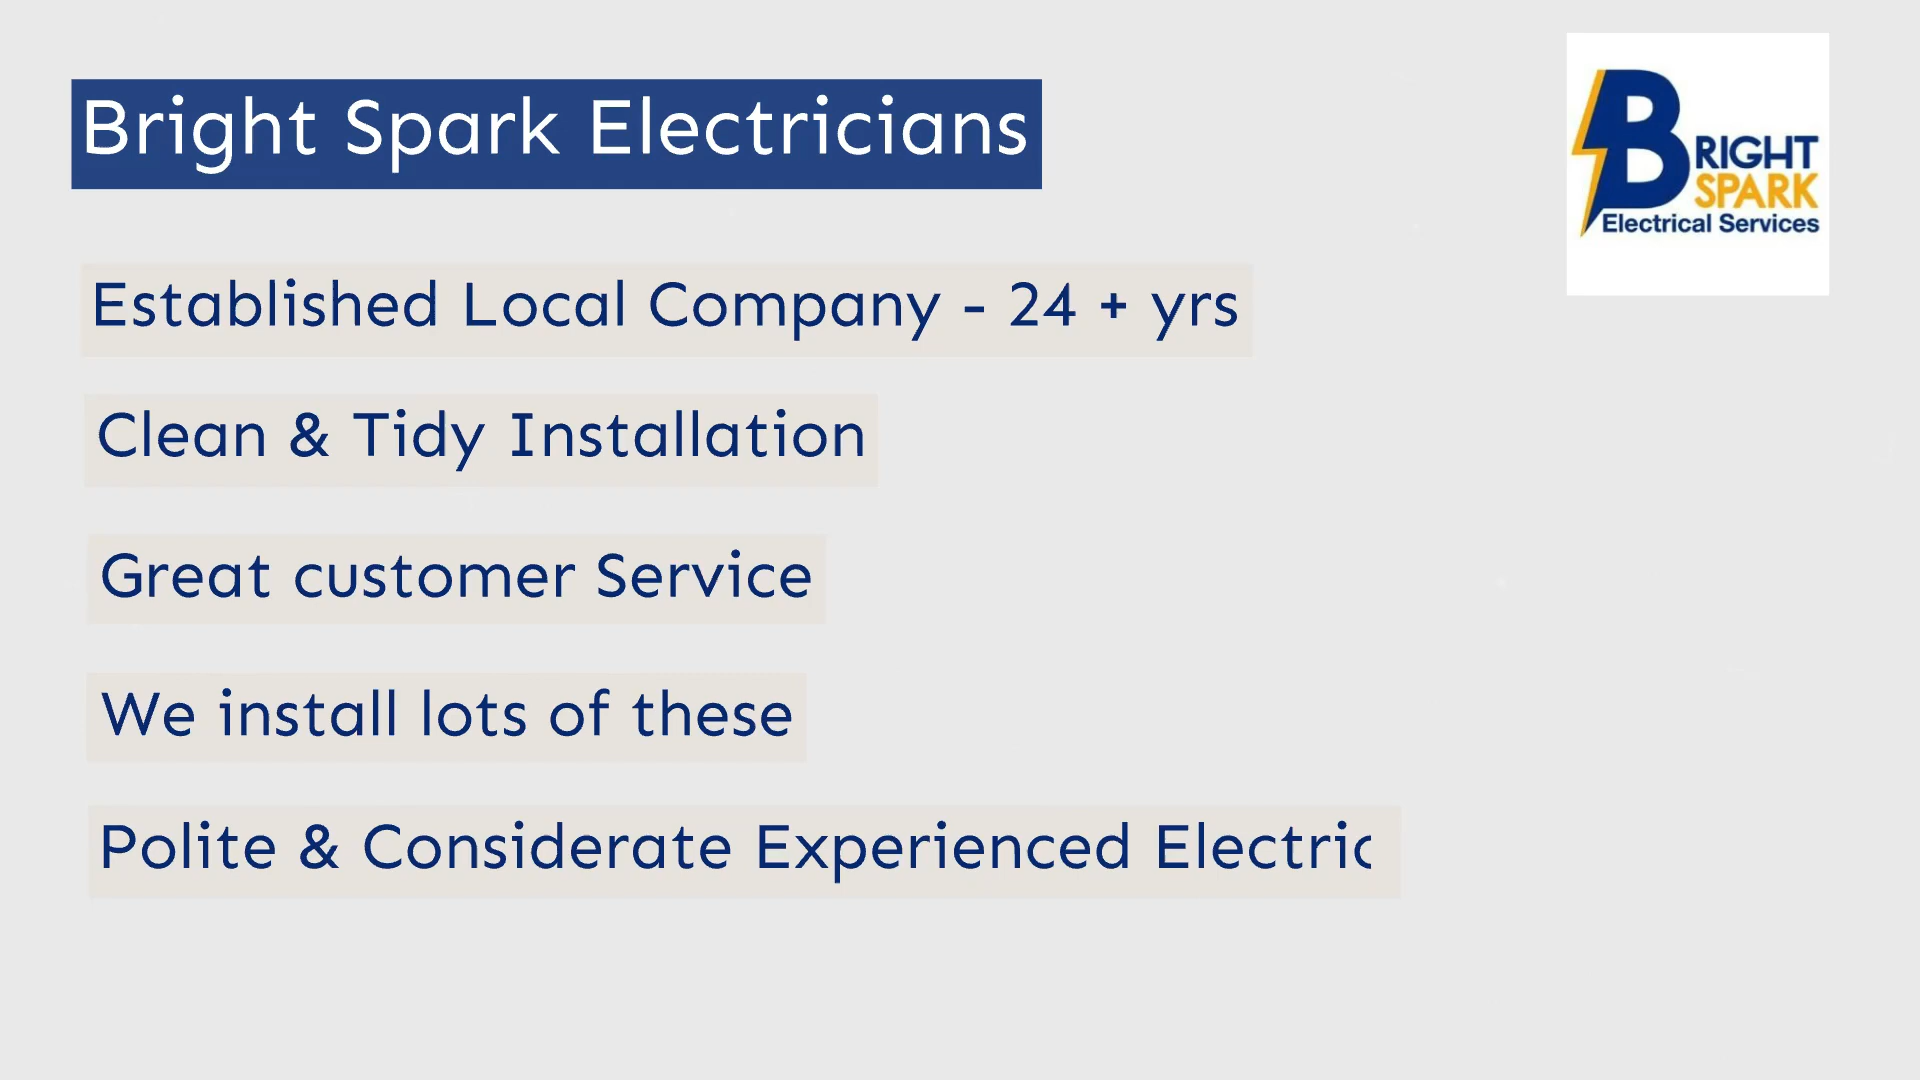 Bright Spark Electricians
BRIGHT
SPARK
Electrical Services
Established Local Company - 24 + yrs
Clean & Tidy Installation
Great customer Service
We install lots of these
Polite & Considerate Experienced Electric